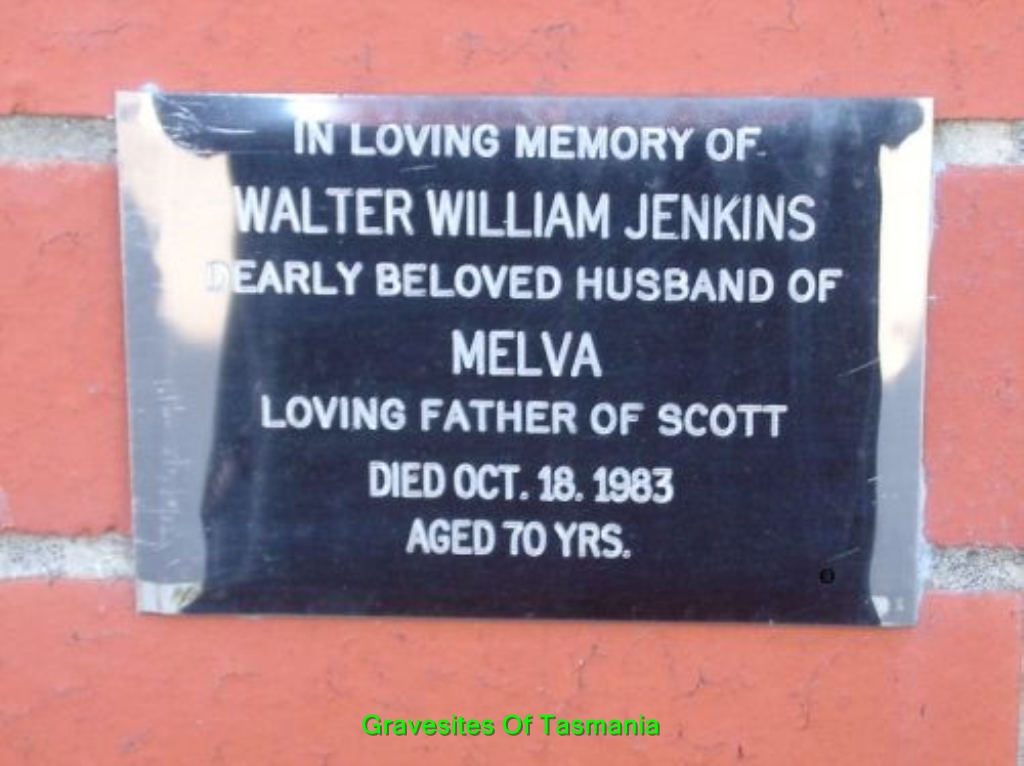 IN LOVING MEMORY OF
WALTER WILLIAM JENKINS
DEARLY BELOVED HUSBAND OF
MELVA
LOVING FATHER OF SCOTT
DIED OCT. 18. 1983
AGED 70 YRS.
Gravesites Of Tasmania